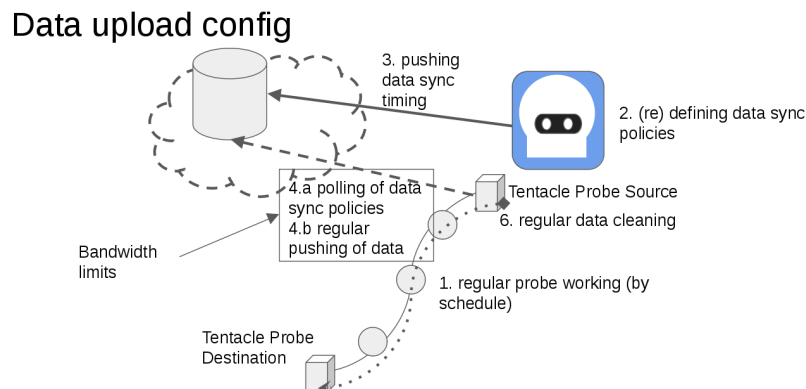 Data upload config
3. pushing
data sync
timing
2. (re) defining data sync
policies
4.a polling of data
sync policies
4.b regular
pushing of data
Tentacle Probe Source
6. regular data cleaning
Bandwidth
limits
1. regular probe working (by
schedule)
Tentacle Probe
Destination